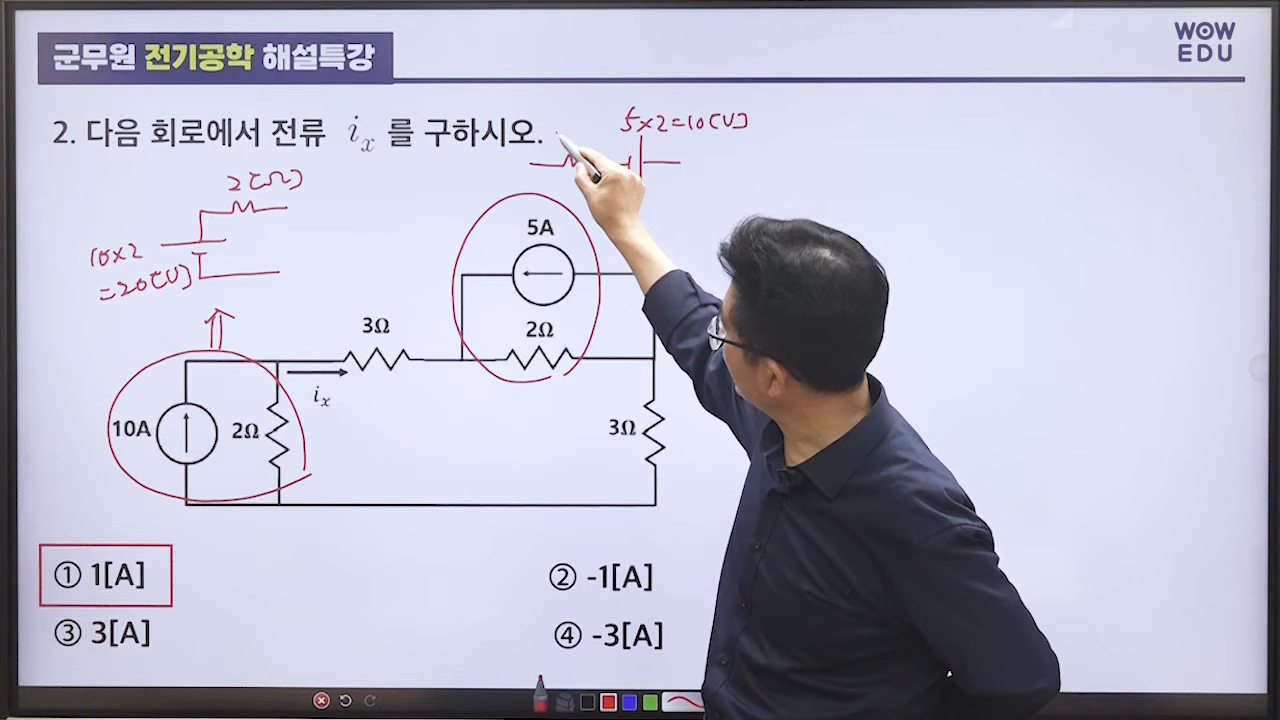 군무원 전기공학 해설특강
WOW
EDU
2. 다음 회로에서 전류 iₓ 를 구하시오.
5×2=10[V]
2[Ω]
10×2
=20[V]
5A
3Ω
2Ω
iₓ
10A
2Ω
3Ω
① 1[A]
② -1[A]
③ 3[A]
④ -3[A]